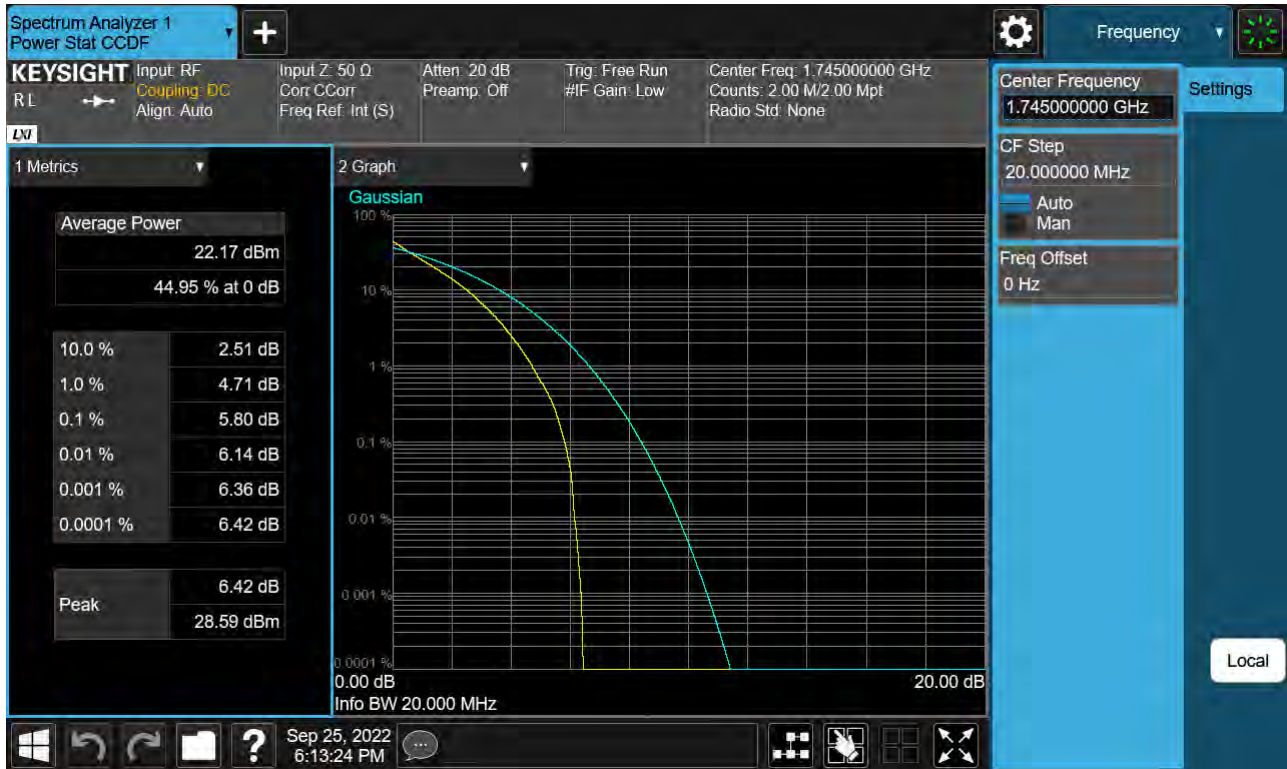 Spectrum Analyzer 1
Power Stat CCDF
+
Frequency
KEYSIGHT
RL
LXI
Input: RF
Coupling: DC
Align: Auto
Input Z: 50 Ω
Corr CCorr
Freq Ref: Int (S)
Atten: 20 dB
Preamp: Off
Trig: Free Run
#IF Gain: Low
Center Freq: 1.745000000 GHz
Counts: 2.00 M/2.00 Mpt
Radio Std: None
Center Frequency
1.745000000 GHz
Settings
CF Step
20.000000 MHz
Auto
Man
Freq Offset
0 Hz
1 Metrics
Average Power
22.17 dBm
44.95 % at 0 dB
10.0 % 2.51 dB
1.0 % 4.71 dB
0.1 % 5.80 dB
0.01 % 6.14 dB
0.001 % 6.36 dB
0.0001 % 6.42 dB
Peak
6.42 dB
28.59 dBm
2 Graph
Gaussian
100 %
10 %
1 %
0.1 %
0.01 %
0.001 %
0.0001 %
0.00 dB
20.00 dB
Info BW 20.000 MHz
Local
?
Sep 25, 2022
6:13:24 PM